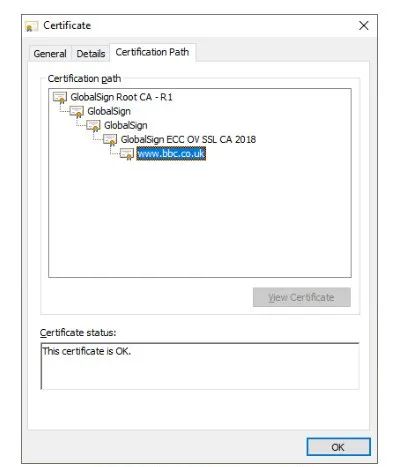 Certificate
General Details Certification Path
Certification path
GlobalSign Root CA - R1
GlobalSign
GlobalSign
GlobalSign ECC OV SSL CA 2018
www.bbc.co.uk
View Certificate
Certificate status:
This certificate is OK.
OK